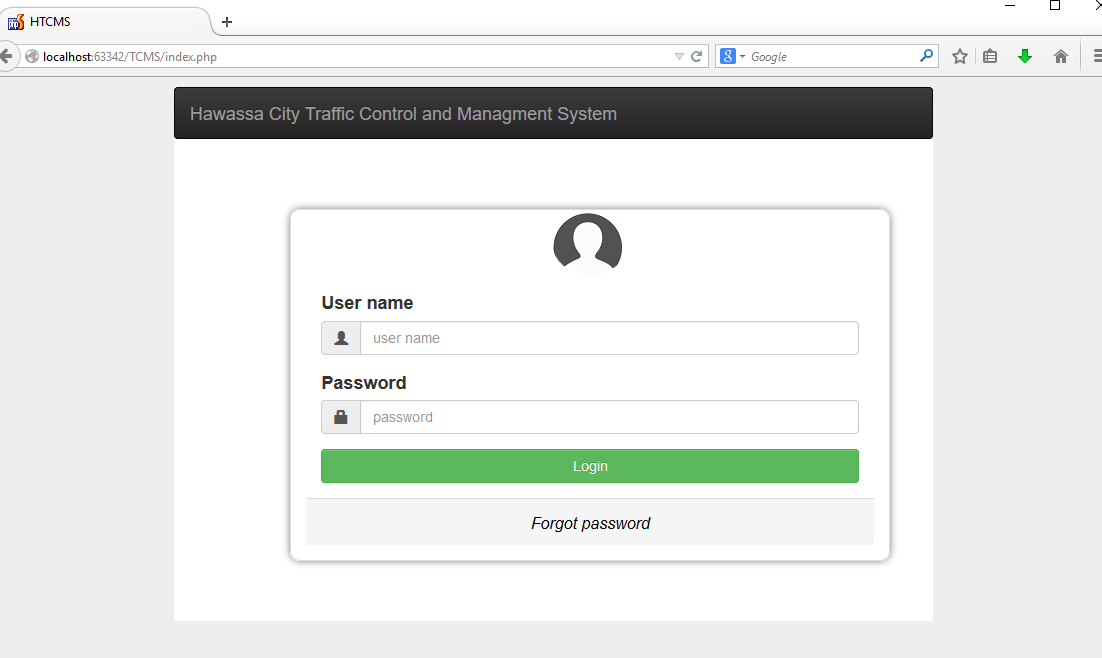 HTCMS
localhost:63342/TCMS/index.php
Google
Hawassa City Traffic Control and Managment System
User name
user name
Password
password
Login
Forgot password